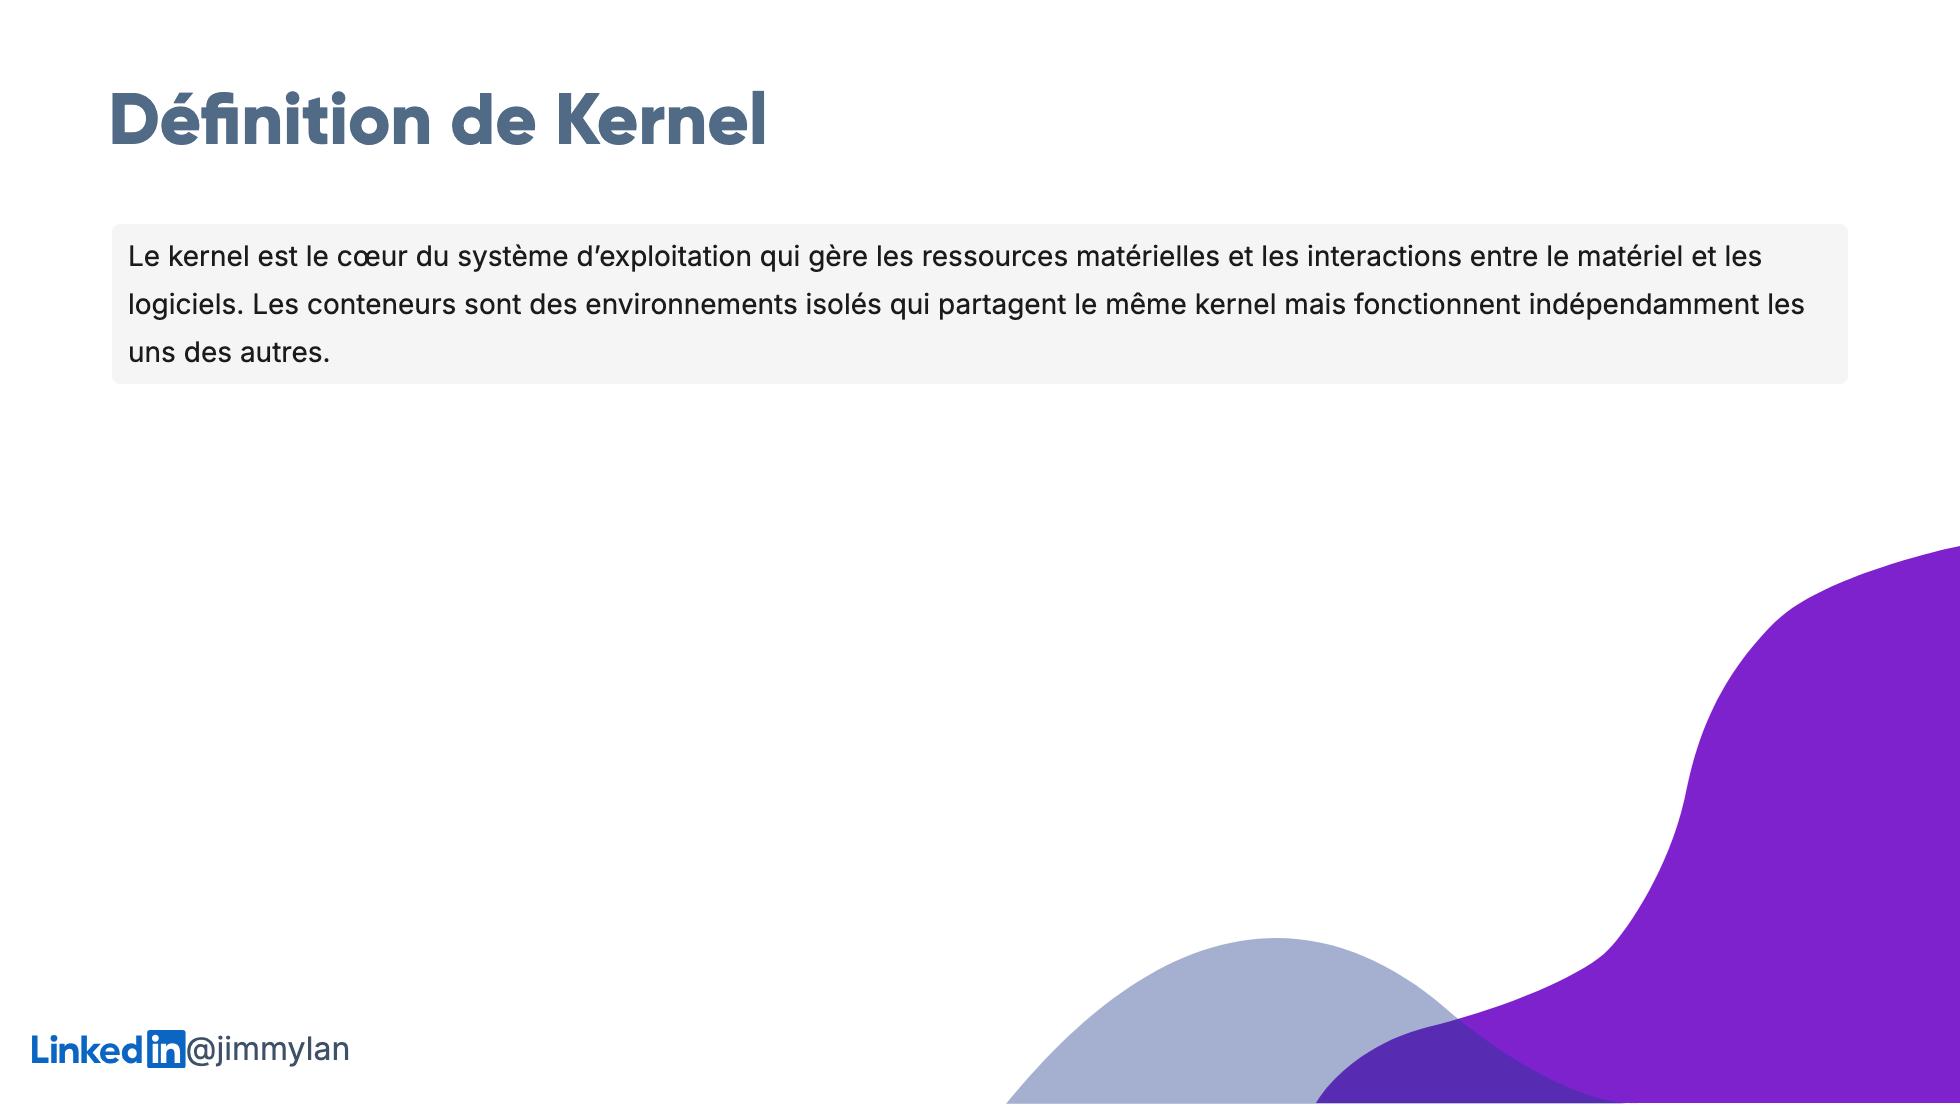 Définition de Kernel
Le kernel est le cœur du système d’exploitation qui gère les ressources matérielles et les interactions entre le matériel et les
logiciels. Les conteneurs sont des environnements isolés qui partagent le même kernel mais fonctionnent indépendamment les
uns des autres.
Linkedin@jimmylan